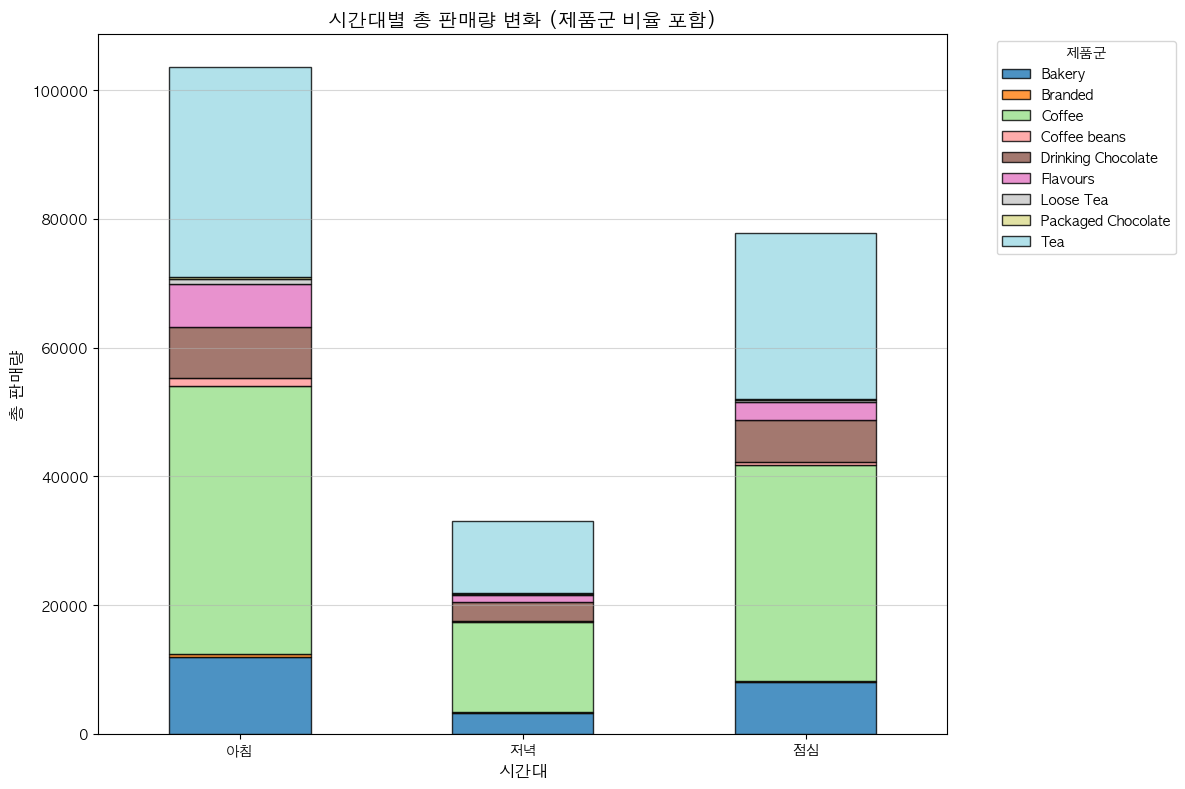 시간대별 총 판매량 변화 (제품군 비율 포함)
총 판매량
100000
80000
60000
40000
20000
0
아침
저녁
점심
시간대
제품군
Bakery
Branded
Coffee
Coffee beans
Drinking Chocolate
Flavours
Loose Tea
Packaged Chocolate
Tea